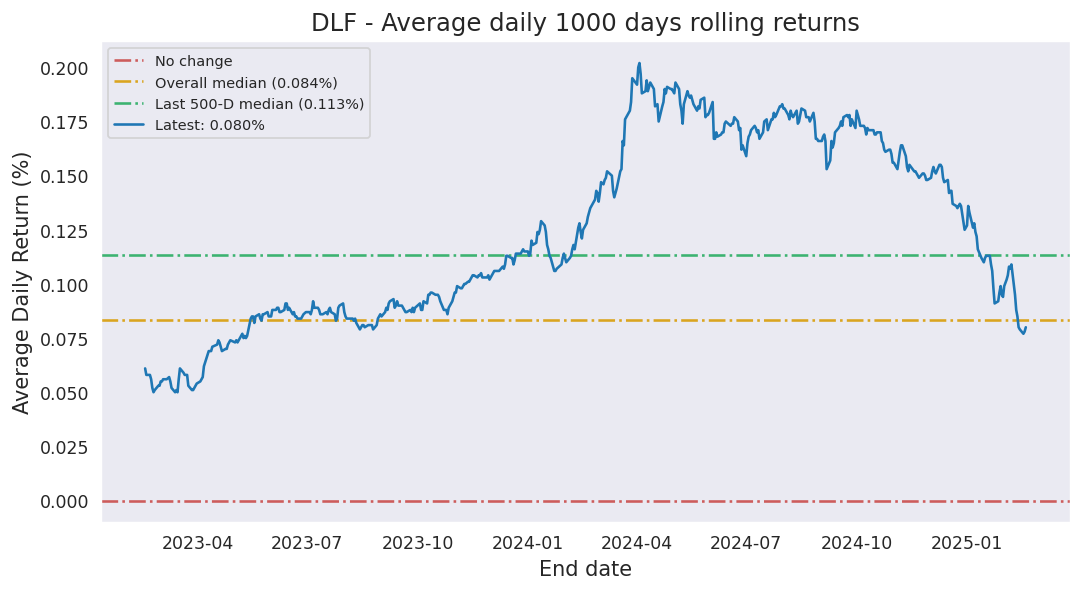 DLF - Average daily 1000 days rolling returns
No change
Overall median (0.084%)
Last 500-D median (0.113%)
Latest: 0.080%
Average Daily Return (%)
0.200
0.175
0.150
0.125
0.100
0.075
0.050
0.025
0.000
2023-04 2023-07 2023-10 2024-01 2024-04 2024-07 2024-10 2025-01
End date